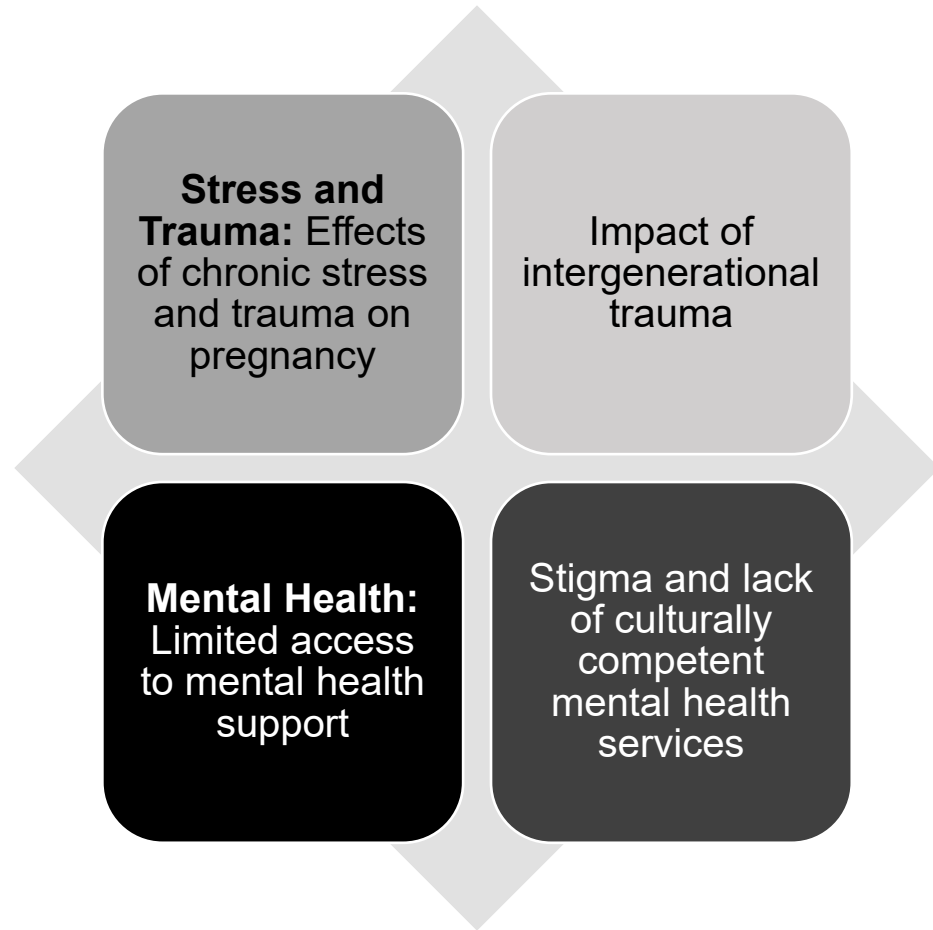 Stress and
Trauma: Effects
of chronic stress
and trauma on
pregnancy
Impact of
intergenerational
trauma
Mental Health:
Limited access
to mental health
support
Stigma and lack
of culturally
competent
mental health
services